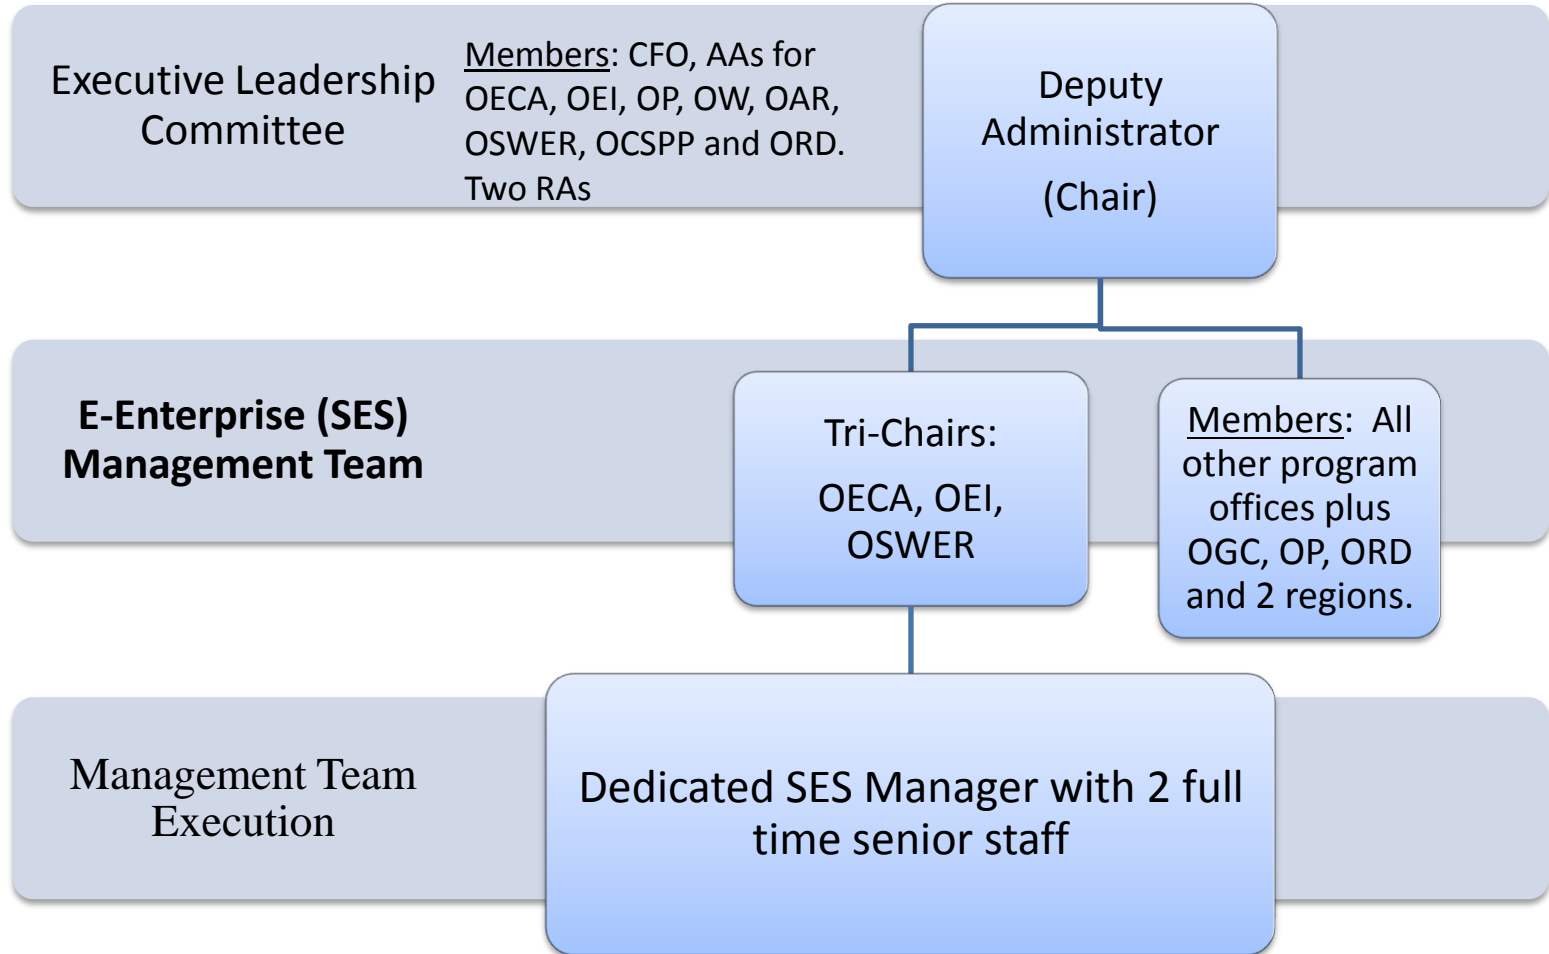 Executive Leadership
Committee
Members: CFO, AAs for
OECA, OEI, OP, OW, OAR,
OSWER, OCSPP and ORD.
Two RAs
Deputy
Administrator
(Chair)
E-Enterprise (SES)
Management Team
Tri-Chairs:
OECA, OEI,
OSWER
Members:  All
other program
offices plus
OGC, OP, ORD
and 2 regions.
Management Team
Execution
Dedicated SES Manager with 2 full
time senior staff